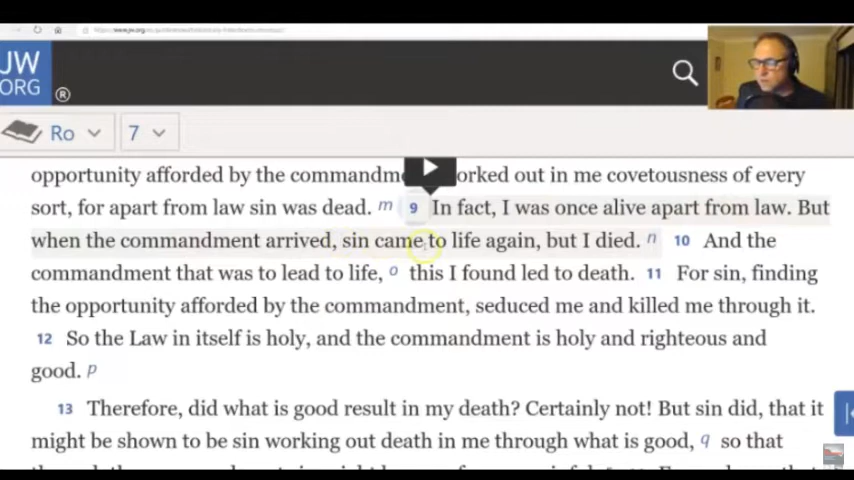 JW
ORG ®
Ro 7
opportunity afforded by the commandm orked out in me covetousness of every
sort, for apart from law sin was dead. m 9 In fact, I was once alive apart from law. But
when the commandment arrived, sin came to life again, but I died. n 10 And the
commandment that was to lead to life, o this I found led to death. 11 For sin, finding
the opportunity afforded by the commandment, seduced me and killed me through it.
12 So the Law in itself is holy, and the commandment is holy and righteous and
good. p
13 Therefore, did what is good result in my death? Certainly not! But sin did, that it
might be shown to be sin working out death in me through what is good, q so that